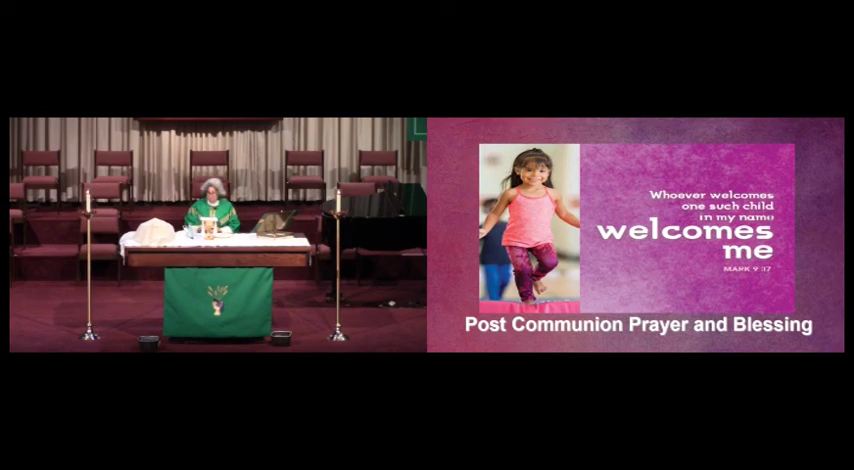 Whoever welcomes
one such child
in my name
welcomes
me
MARK 9:37
Post Communion Prayer and Blessing